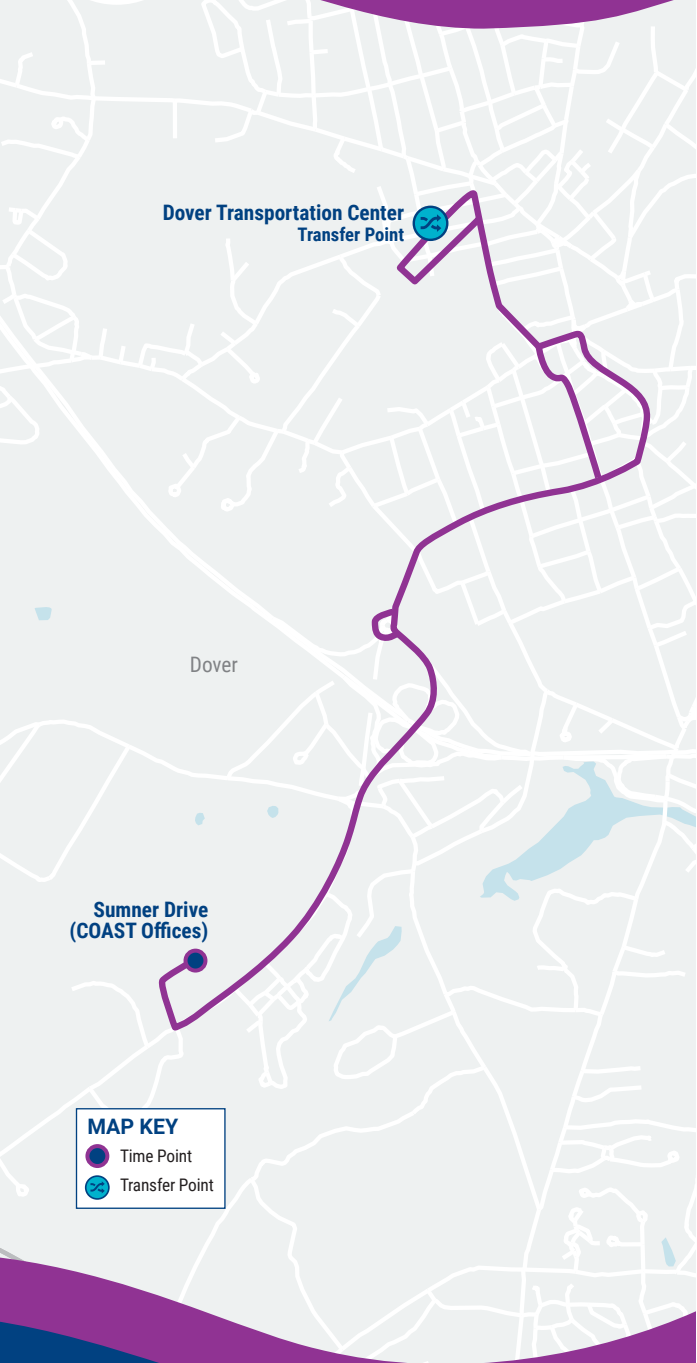 Dover Transportation Center
Transfer Point
Dover
Sumner Drive
(COAST Offices)
MAP KEY
Time Point
Transfer Point